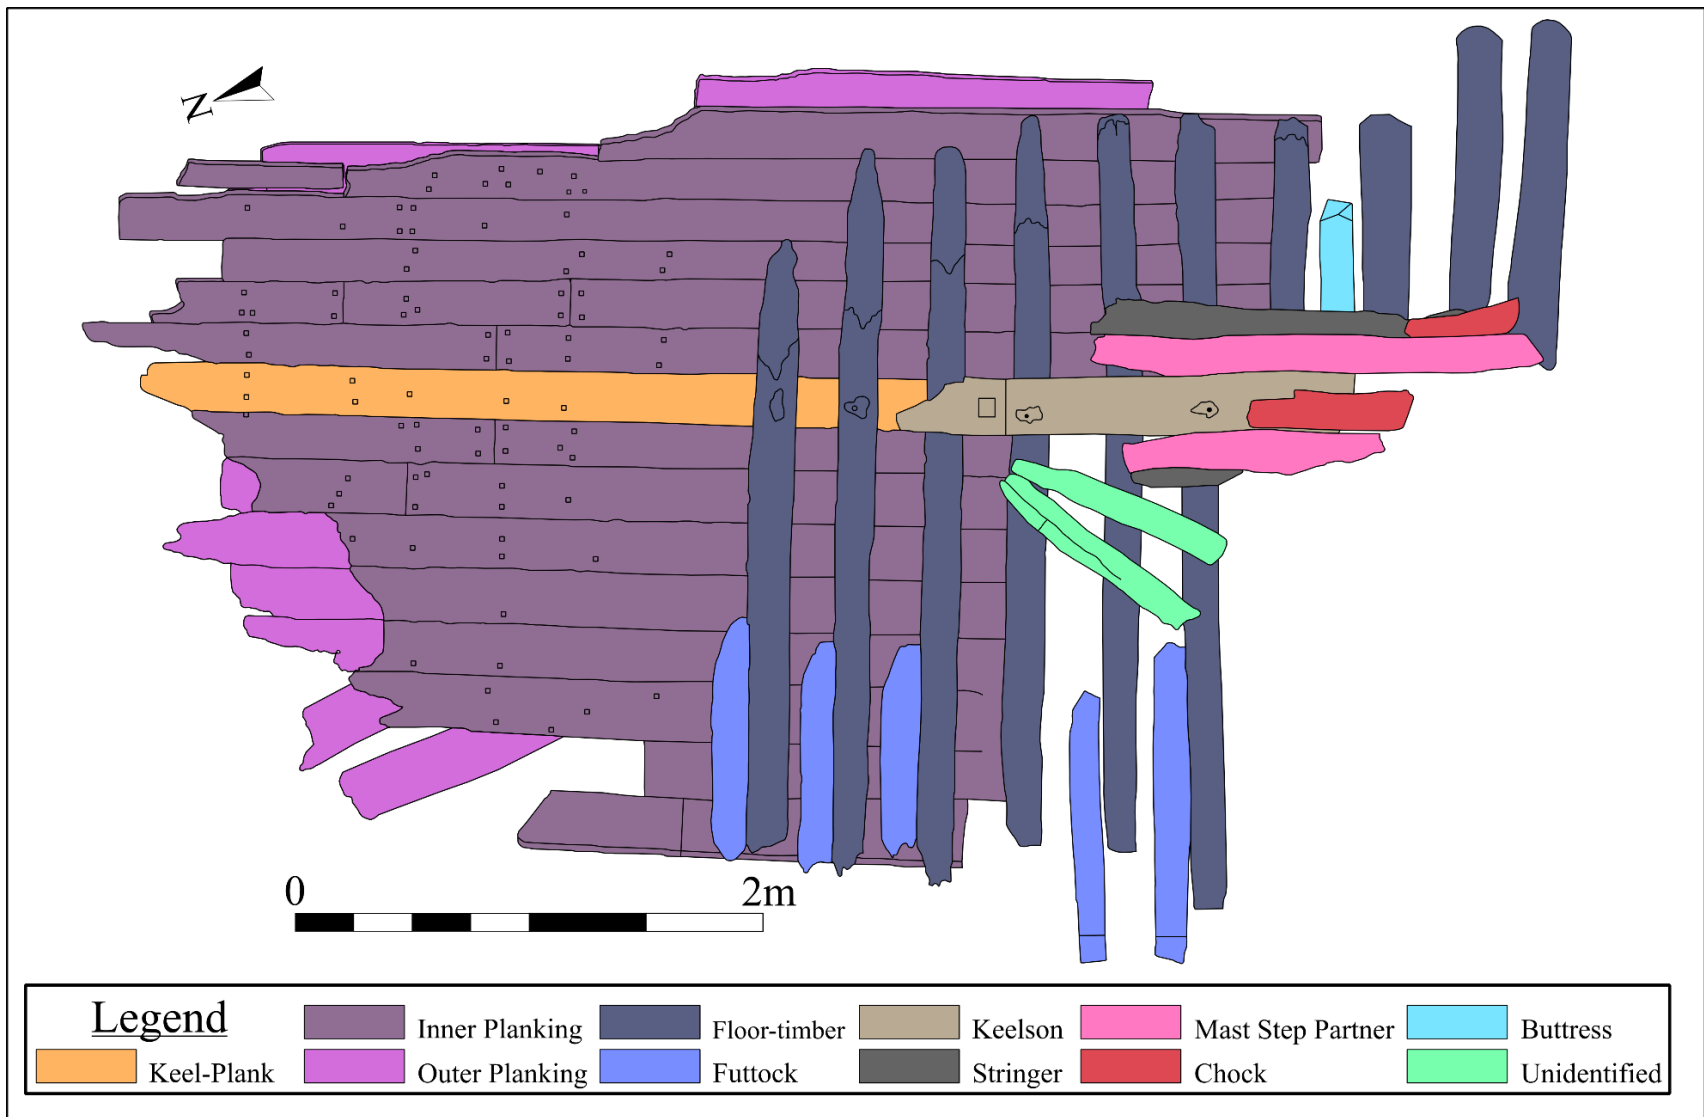 N
0 2m
Legend
Inner Planking Floor-timber Keelson Mast Step Partner Buttress
Keel-Plank Outer Planking Futtock Stringer Chock Unidentified